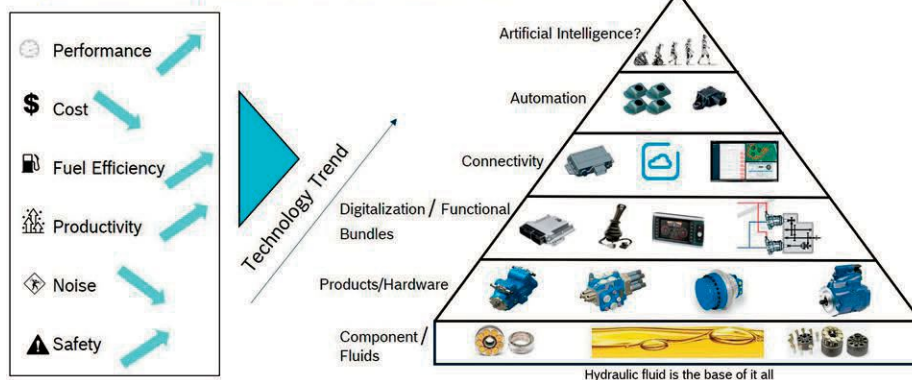 Performance
$ Cost
Fuel Efficiency
Productivity
Noise
Safety
Technology Trend
Artificial Intelligence?
Automation
Connectivity
Digitalization / Functional
Bundles
Products/Hardware
Component /
Fluids
Hydraulic fluid is the base of it all